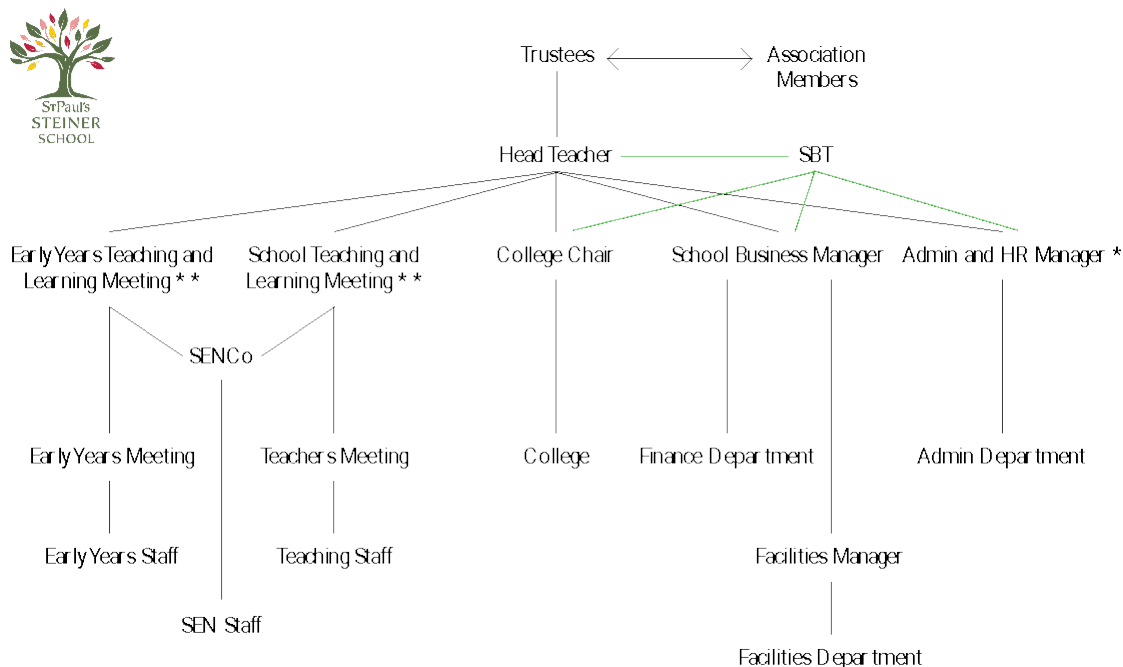 STPaul's
STEINER
SCHOOL
Trustees
Association
Members
Head Teacher
SBT
Early Years Teaching and
Learning Meeting * *
School Teaching and
Learning Meeting * *
College Chair
School Business Manager
Admin and HR Manager *
SENCo
Early Years Meeting
Teachers Meeting
College
Finance Department
Admin Department
Early Years Staff
Teaching Staff
Facilities Manager
SEN Staff
Facilities Department